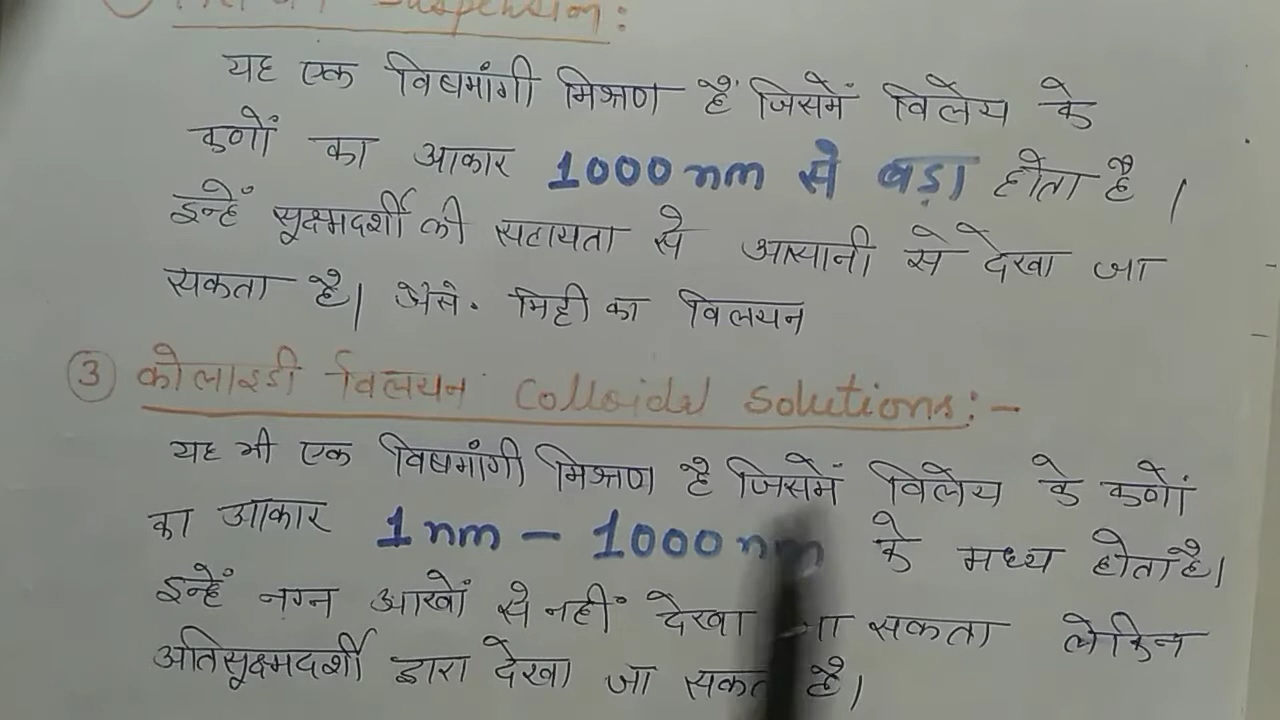 Suspension:
यह एक विषमांगी मिश्रण है जिसमें विलेय के
कणों का आकार 1000 nm से बड़ा होता है।
इन्हें सूक्ष्मदर्शी की सहायता से आसानी से देखा जा
सकता है। जैसे. मिट्टी का विलयन
③ कोलाइडी विलयन Colloidal Solutions:-
यह भी एक विषमांगी मिश्रण है जिसमें विलेय के कणों
का आकार 1 nm - 1000 nm के मध्य होता है।
इन्हें नग्न आखों से नहीं देखा जा सकता लेकिन
अतिसूक्ष्मदर्शी द्वारा देखा जा सकता है।